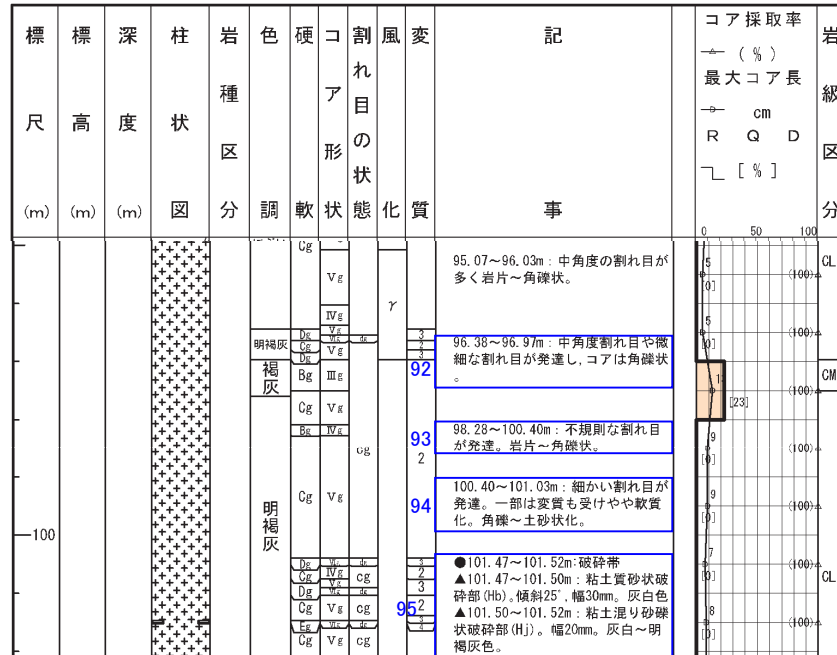 標尺(m)
標高(m)
深度(m)
柱状図
岩種区分
色調
硬軟
コア形状
割れ目の状態
風化
変質
記事
コア採取率
(%)
最大コア長
cm
R Q D
[%]
岩級区分
0 50 100
Cg
Vg
95.07～96.03m：中角度の割れ目が
多く岩片～角礫状。
5
[0]
(100)
CL
γ
IVg
Vg
5
[0]
(100)
明褐灰
Dg
Cg
Dg
Vg
dg
3
2
3
96.38～96.97m：中角度割れ目や微
細な割れ目が発達し,コアは角礫状
。
92
褐灰
Bg
Ⅲg
CM
(100)
[23]
Cg
Vg
Bg
IVg
cg
93
2
98.28～100.40m：不規則な割れ目
が発達。岩片～角礫状。
9
[0]
(100)
明褐灰
Cg
Vg
94
100.40～101.03m：細かい割れ目が
発達。一部は変質も受けやや軟質
化。角礫～土砂状化。
9
[0]
(100)
100
Dg
Cg
Dg
Cg
Eg
Cg
IVg
Vg
Vg
Vg
dg
cg
dg
cg
dg
cg
3
2
3
2
95
●101.47～101.52m:破砕帯
▲101.47～101.50m：粘土質砂状破
砕部(Hb)。傾斜25°,幅30mm。灰白色
▲101.50～101.52m：粘土混り砂礫
状破砕部(Hj)。幅20mm。灰白～明
褐灰色。
7
[0]
(100)
CL
8
[0]
(100)